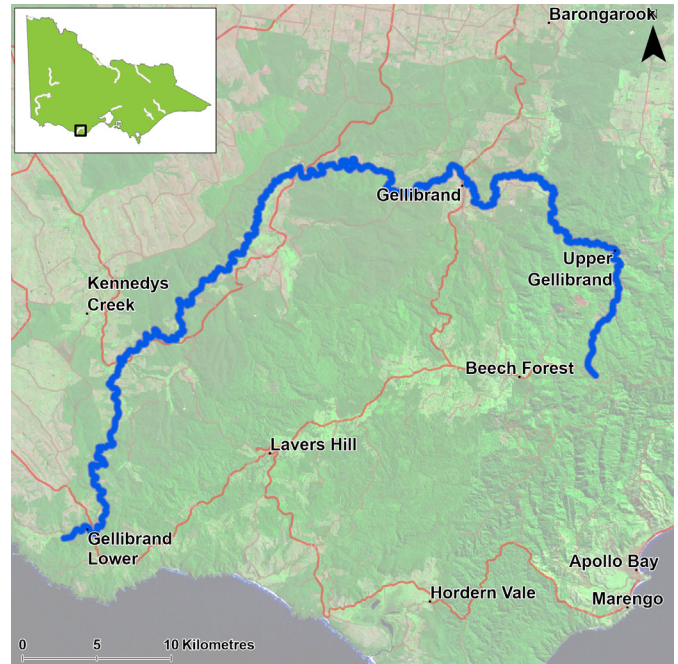 Barongarook
Gellibrand
Upper
Gellibrand
Kennedys
Creek
Beech Forest
Lavers Hill
Gellibrand
Lower
Apollo Bay
Hordern Vale
Marengo
0 5 10 Kilometres